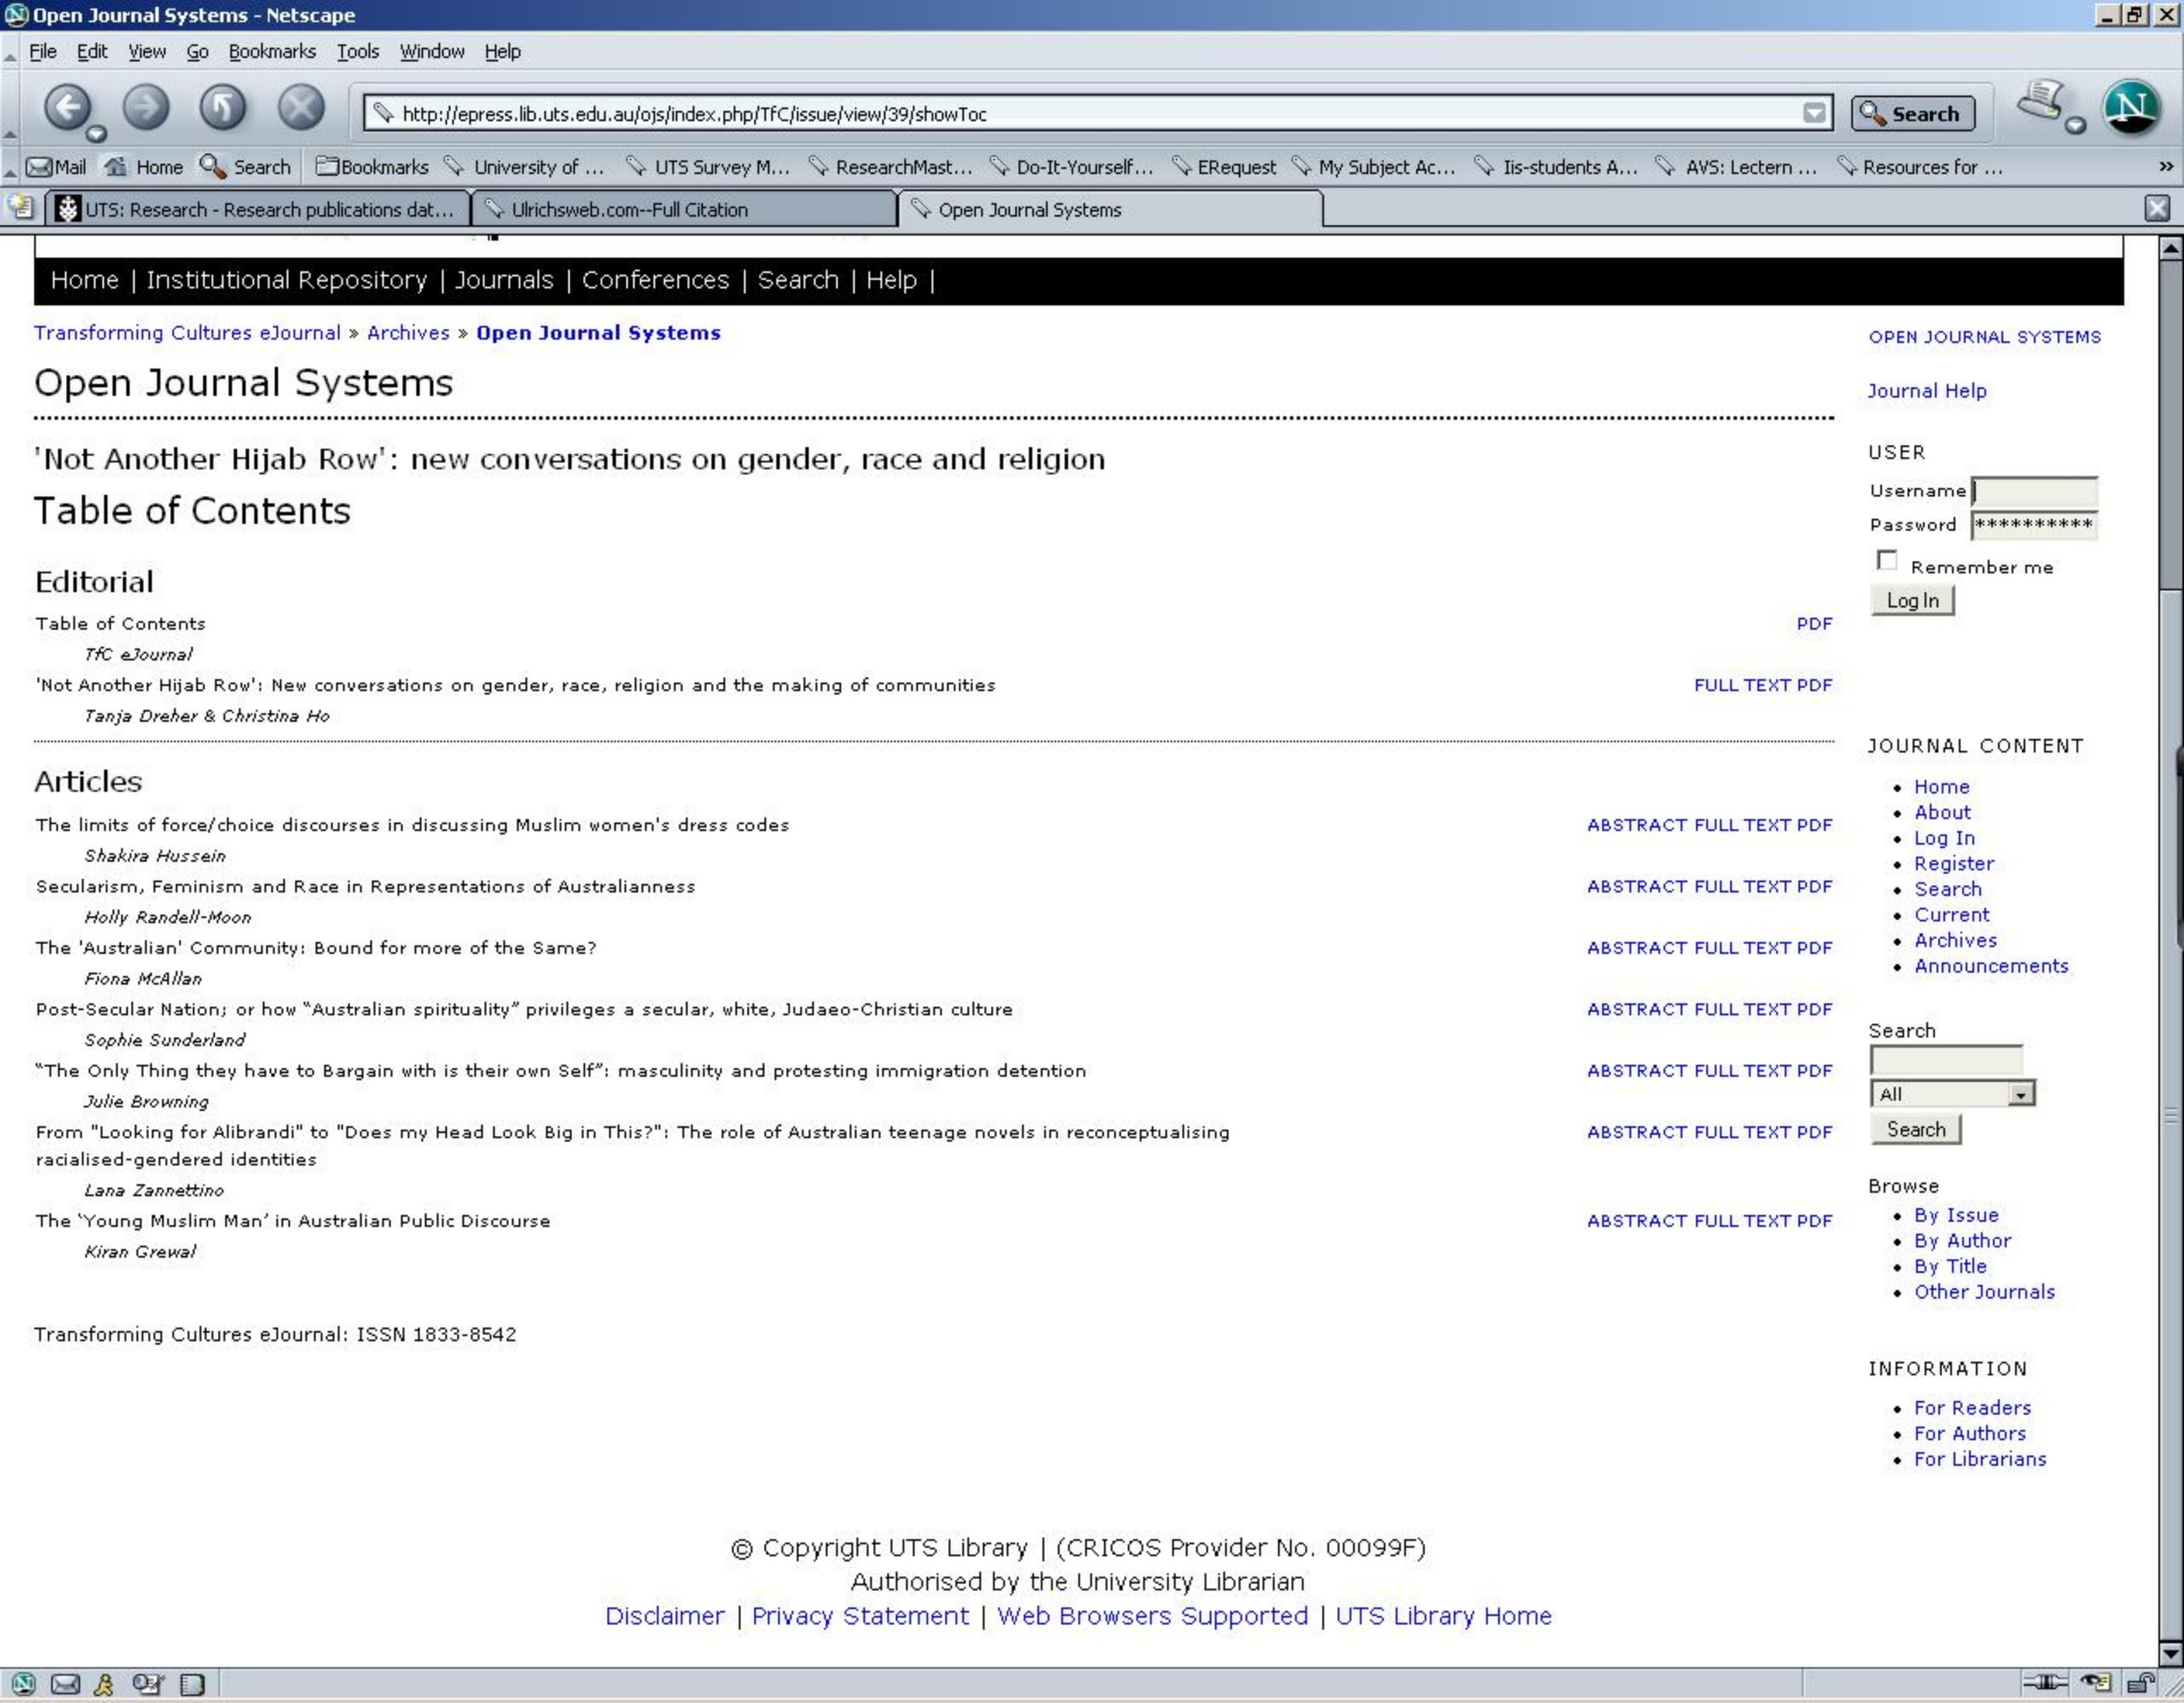 Open Journal Systems - Netscape
File Edit View Go Bookmarks Tools Window Help
http://epress.lib.uts.edu.au/ojs/index.php/TfC/issue/view/39/showToc
Search
Mail Home Search Bookmarks University of ... UTS Survey M... ResearchMast... Do-It-Yourself... ERequest My Subject Ac... Iis-students A... AVS: Lectern ... Resources for ... »
UTS: Research - Research publications dat... Ulrichsweb.com--Full Citation Open Journal Systems
Home | Institutional Repository | Journals | Conferences | Search | Help |
Transforming Cultures eJournal » Archives » Open Journal Systems
Open Journal Systems
'Not Another Hijab Row': new conversations on gender, race and religion
Table of Contents
Editorial
Table of Contents PDF
TfC eJournal
'Not Another Hijab Row': New conversations on gender, race, religion and the making of communities FULL TEXT PDF
Tanja Dreher & Christina Ho
Articles
The limits of force/choice discourses in discussing Muslim women's dress codes ABSTRACT FULL TEXT PDF
Shakira Hussein
Secularism, Feminism and Race in Representations of Australianness ABSTRACT FULL TEXT PDF
Holly Randell-Moon
The 'Australian' Community: Bound for more of the Same? ABSTRACT FULL TEXT PDF
Fiona McAllan
Post-Secular Nation; or how “Australian spirituality” privileges a secular, white, Judaeo-Christian culture ABSTRACT FULL TEXT PDF
Sophie Sunderland
“The Only Thing they have to Bargain with is their own Self”: masculinity and protesting immigration detention ABSTRACT FULL TEXT PDF
Julie Browning
From "Looking for Alibrandi" to "Does my Head Look Big in This?": The role of Australian teenage novels in reconceptualising ABSTRACT FULL TEXT PDF
racialised-gendered identities
Lana Zannettino
The ‘Young Muslim Man’ in Australian Public Discourse ABSTRACT FULL TEXT PDF
Kiran Grewal
Transforming Cultures eJournal: ISSN 1833-8542
OPEN JOURNAL SYSTEMS
Journal Help
USER
Username
Password **********
Remember me
Log In
JOURNAL CONTENT
Home
About
Log In
Register
Search
Current
Archives
Announcements
Search
All
Search
Browse
By Issue
By Author
By Title
Other Journals
INFORMATION
For Readers
For Authors
For Librarians
© Copyright UTS Library | (CRICOS Provider No. 00099F)
Authorised by the University Librarian
Disclaimer | Privacy Statement | Web Browsers Supported | UTS Library Home